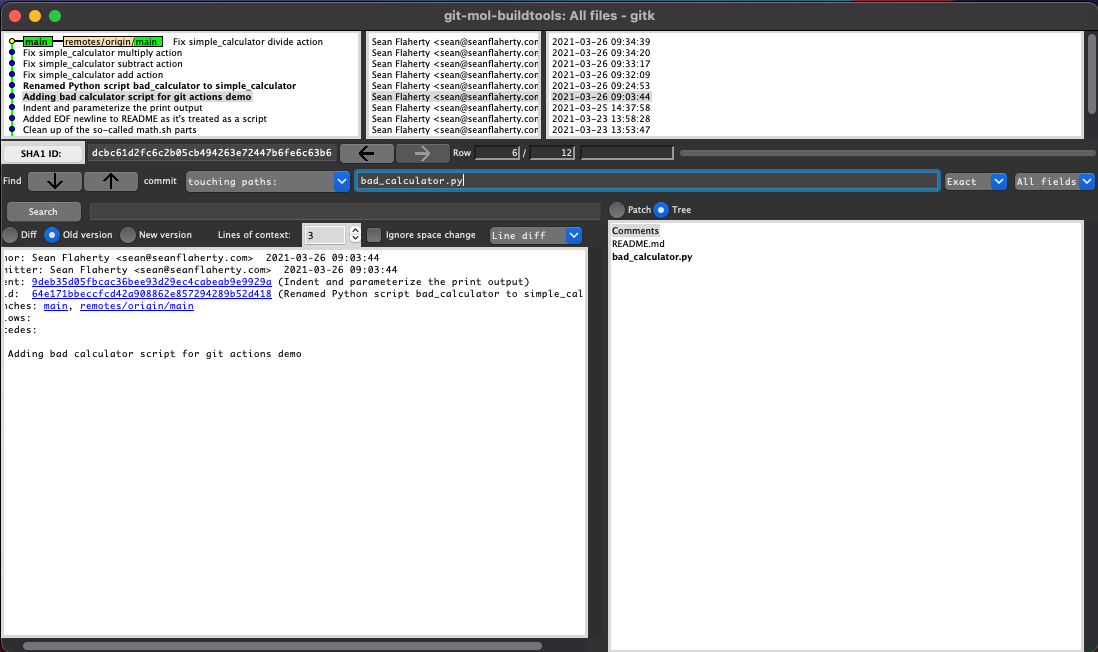 git-mol-buildtools: All files - gitk
main remotes/origin/main Fix simple_calculator divide action Sean Flaherty <sean@seanflaherty.con 2021-03-26 09:34:39
Fix simple_calculator multiply action Sean Flaherty <sean@seanflaherty.con 2021-03-26 09:34:20
Fix simple_calculator subtract action Sean Flaherty <sean@seanflaherty.con 2021-03-26 09:33:17
Fix simple_calculator add action Sean Flaherty <sean@seanflaherty.con 2021-03-26 09:32:09
Renamed Python script bad_calculator to simple_calculator Sean Flaherty <sean@seanflaherty.con 2021-03-26 09:24:53
Adding bad calculator script for git actions demo Sean Flaherty <sean@seanflaherty.con 2021-03-26 09:03:44
Indent and parameterize the print output Sean Flaherty <sean@seanflaherty.con 2021-03-25 14:37:58
Added EOF newline to README as it's treated as a script Sean Flaherty <sean@seanflaherty.con 2021-03-23 13:58:28
Clean up of the so-called math.sh parts Sean Flaherty <sean@seanflaherty.con 2021-03-23 13:53:47
SHA1 ID: dcbc61d2fc6c2b05cb494263e72447b6fe6c63b6 Row 6 / 12
Find commit touching paths: bad_calculator.py Exact All fields
Search Patch Tree
Diff Old version New version Lines of context: 3 Ignore space change Line diff
Comments
README.md
bad_calculator.py
hor: Sean Flaherty <sean@seanflaherty.com> 2021-03-26 09:03:44
mitter: Sean Flaherty <sean@seanflaherty.com> 2021-03-26 09:03:44
ent: 9deb35d05fbcac36bee93d29ec4cabeab9e9929a (Indent and parameterize the print output)
ld: 64e171bbeccfcd42a908862e857294289b52d418 (Renamed Python script bad_calculator to simple_cal
nches: main, remotes/origin/main
lows:
cedes:
Adding bad calculator script for git actions demo